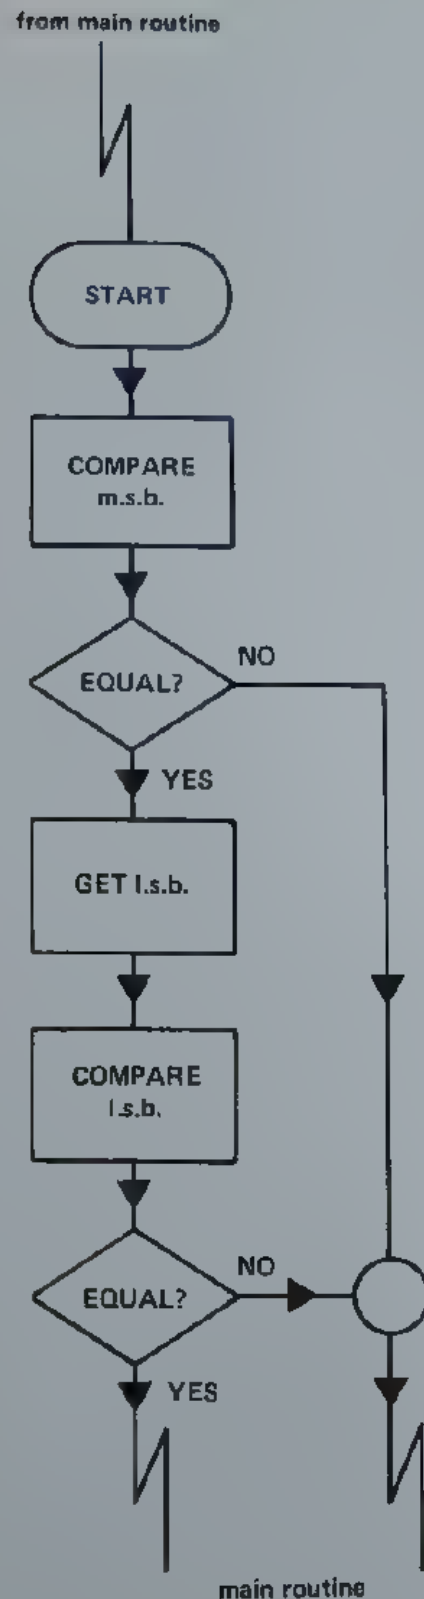 from main routine
START
COMPARE
m.s.b.
EQUAL?
NO
YES
GET l.s.b.
COMPARE
l.s.b.
EQUAL?
NO
YES
main routine